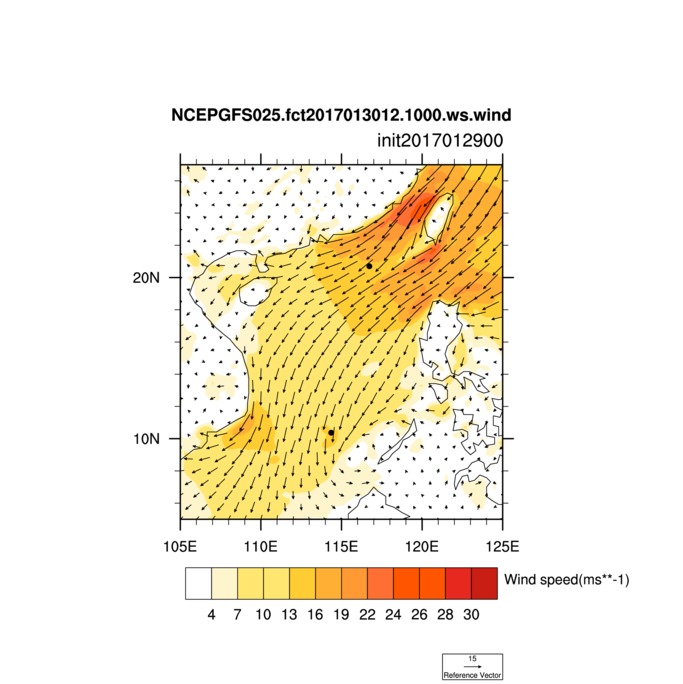 NCEPGFS025.fct2017013012.1000.ws.wind
init2017012900
20N
10N
105E 110E 115E 120E 125E
Wind speed(ms**-1)
4 7 10 13 16 19 22 24 26 28 30
15
Reference Vector